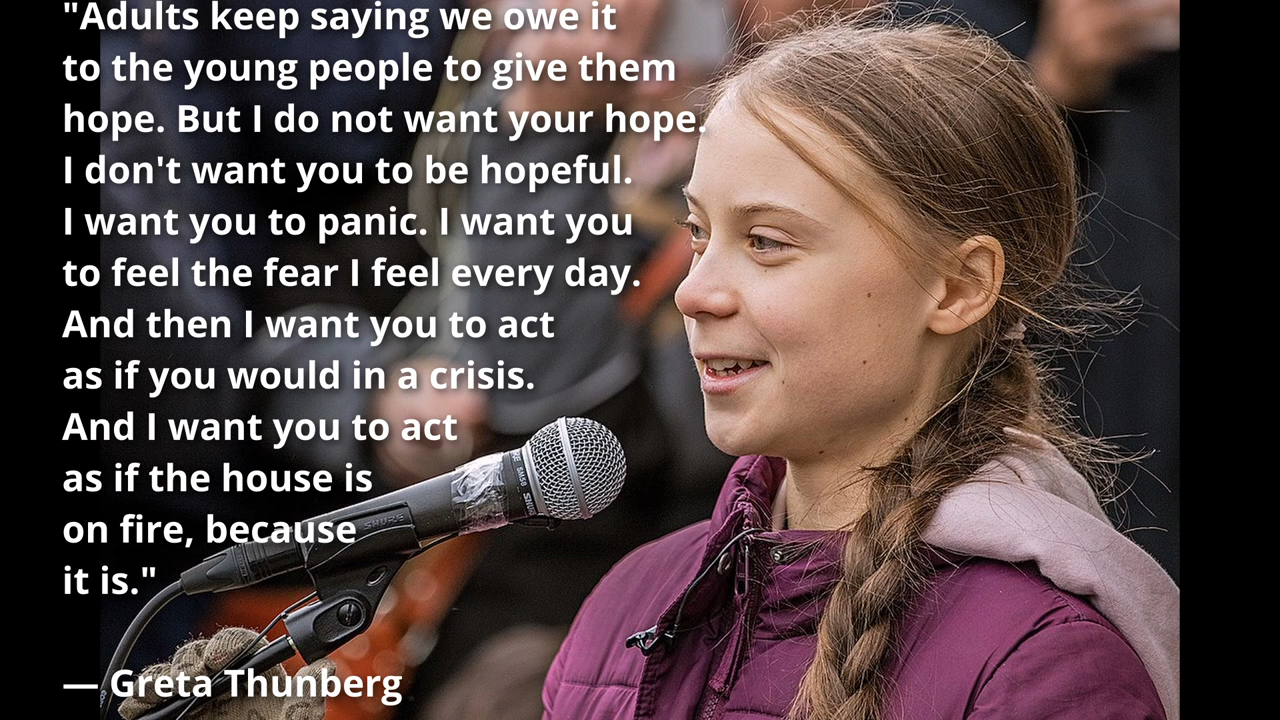 "Adults keep saying we owe it
to the young people to give them
hope. But I do not want your hope.
I don't want you to be hopeful.
I want you to panic. I want you
to feel the fear I feel every day.
And then I want you to act
as if you would in a crisis.
And I want you to act
as if the house is
on fire, because
it is."
— Greta Thunberg
SHURE
SM58